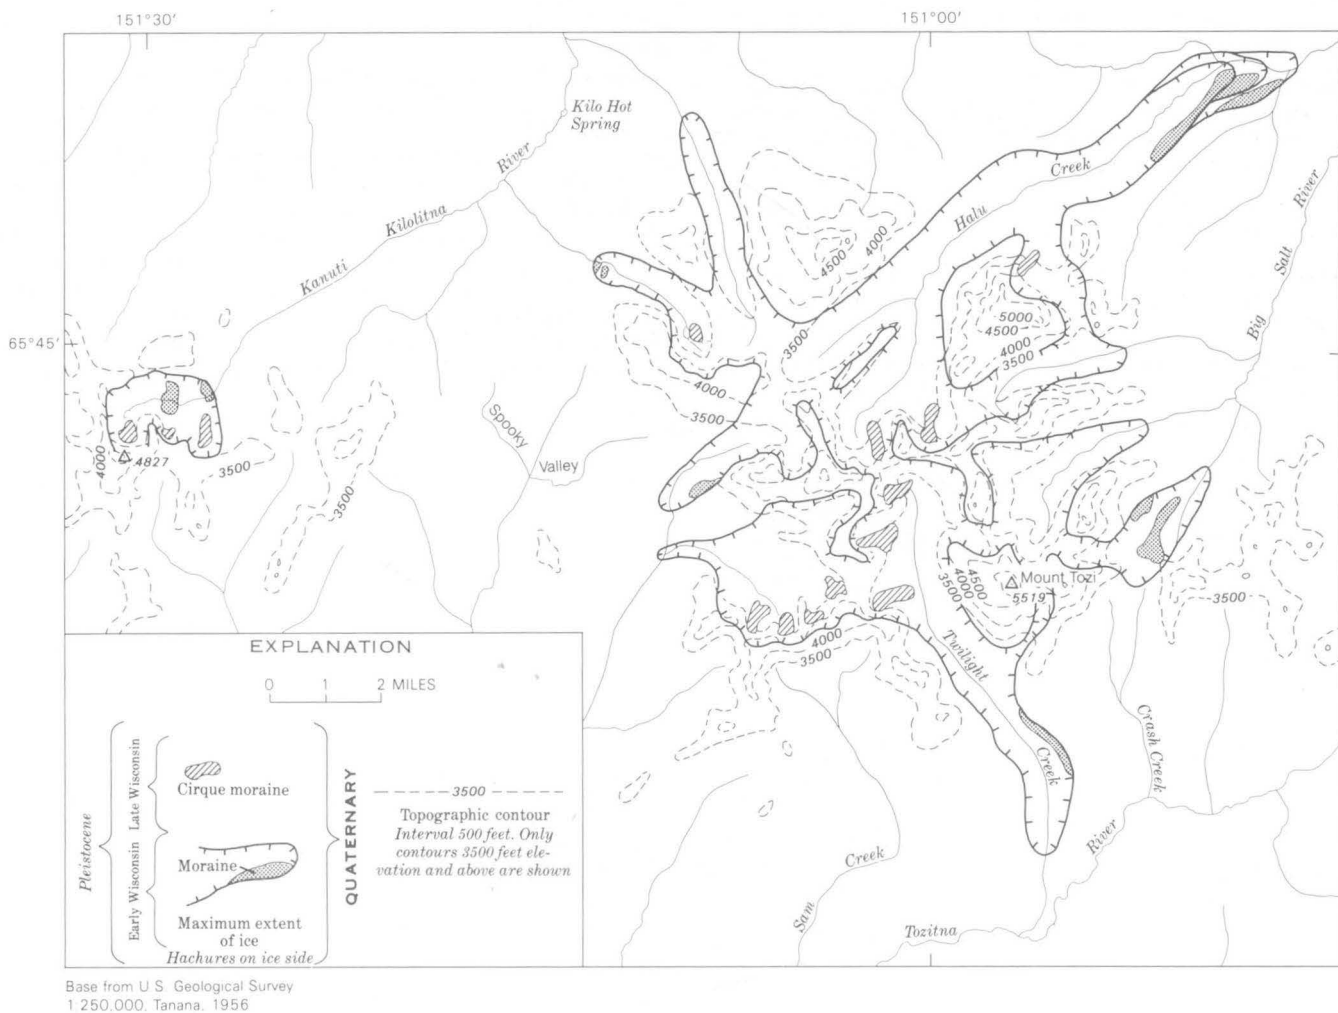 151°30′
151°00′
Kilo Hot
Spring
River
Kilolitna
Kanuti
Creek
Halu
River
Salt
Big
4500
4000
5000
4500
4000
3500
3500
65°45′
4000
3500
4000
4827
3500
3500
Spooky
Valley
4500
4000
3500
Mount Tozi
5519
3500
4000
3500
Twilight
Creek
Crash Creek
River
Creek
Sam
Tozitna
EXPLANATION
0 1 2 MILES
Pleistocene
Early Wisconsin Late Wisconsin
Cirque moraine
Moraine
Maximum extent
of ice
Hachures on ice side
QUATERNARY
3500
Topographic contour
Interval 500 feet. Only
contours 3500 feet ele-
vation and above are shown
Base from U S Geological Survey
1 250,000, Tanana, 1956